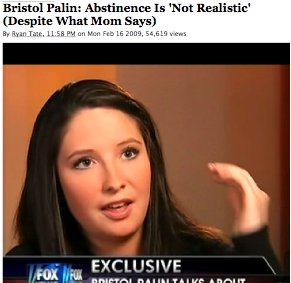 Bristol Palin: Abstinence Is 'Not Realistic'
(Despite What Mom Says)
By Ryan Tate, 11:58 PM on Mon Feb 16 2009, 54,619 views
FOX FOX EXCLUSIVE
BRISTOL PALIN TALKS ABOUT